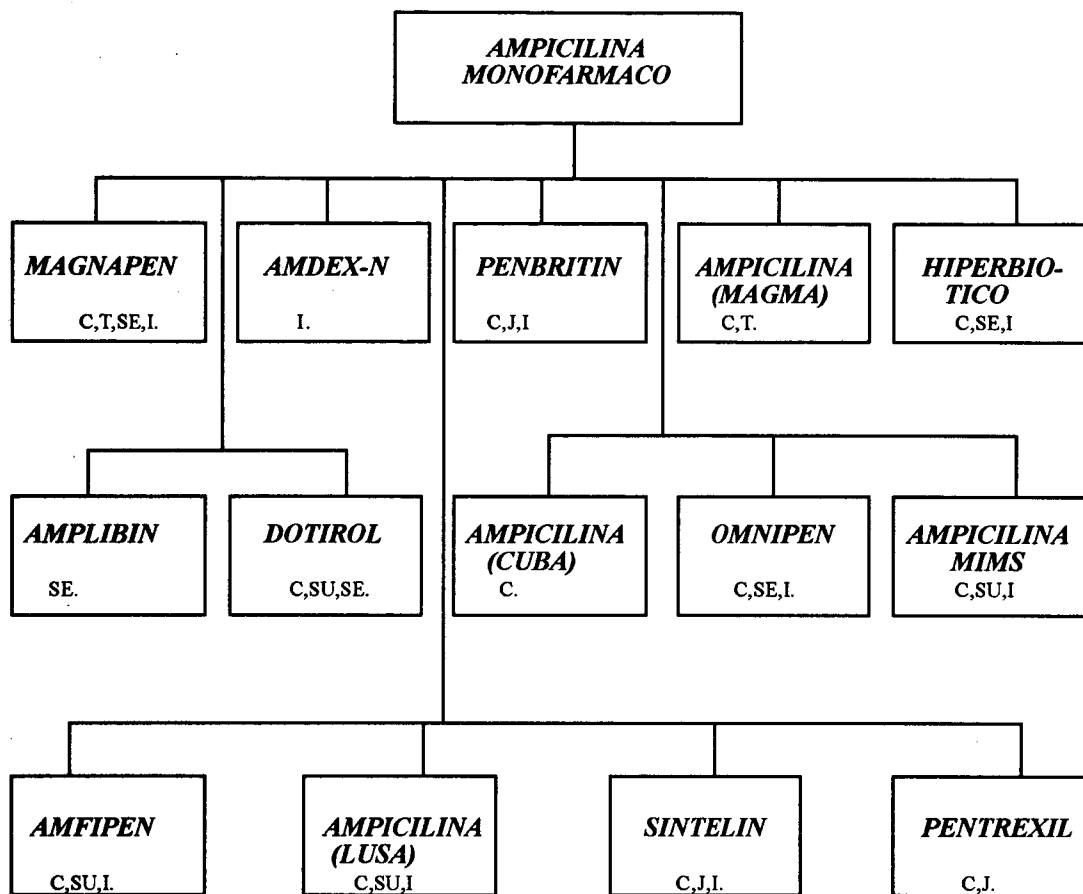 AMPICILINA
MONOFARMACO
MAGNAPEN
C,T,SE,I.
AMDEX-N
I.
PENBRITIN
C,J,I
AMPICILINA
(MAGMA)
C,T.
HIPERBIO-
TICO
C,SE,I
AMPLIBIN
SE.
DOTIROL
C,SU,SE.
AMPICILINA
(CUBA)
C.
OMNIPEN
C,SE,I.
AMPICILINA
MIMS
C,SU,I
AMFIPEN
C,SU,I.
AMPICILINA
(LUSA)
C,SU,I
SINTELIN
C,J,I.
PENTREXIL
C,J.